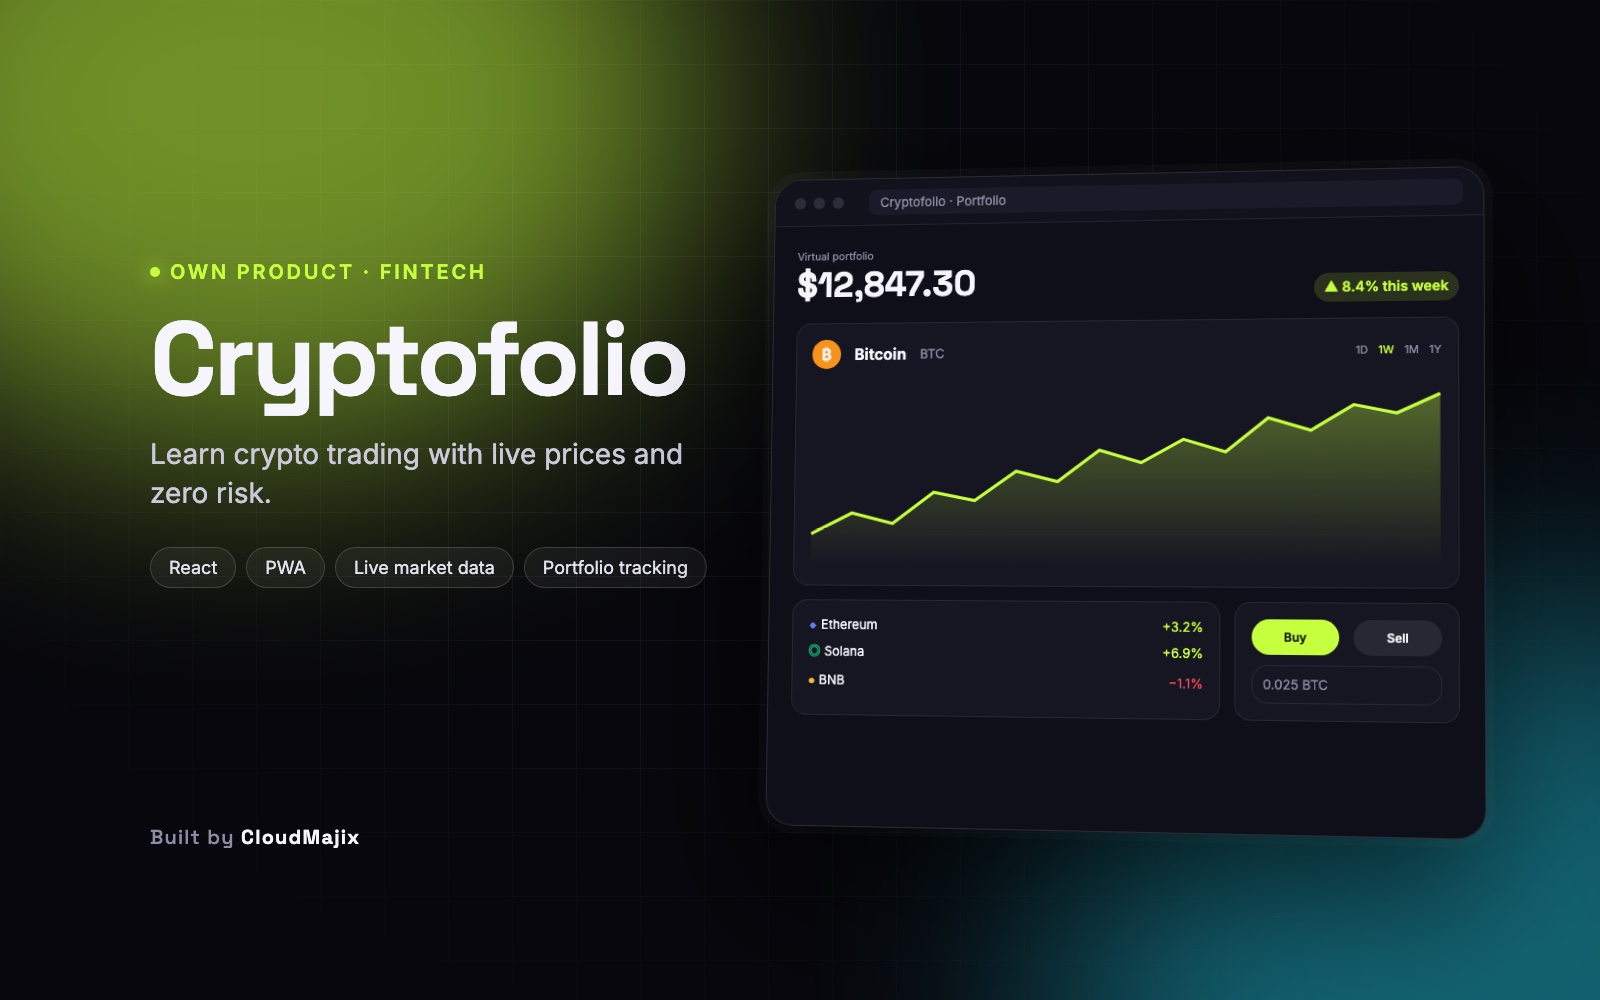 OWN PRODUCT · FINTECH
Cryptofolio
Learn crypto trading with live prices and
zero risk.
React
PWA
Live market data
Portfolio tracking
Built by CloudMajix
Cryptofolio · Portfolio
Virtual portfolio
$12,847.30
▲ 8.4% this week
Bitcoin BTC
1D 1W 1M 1Y
Ethereum +3.2%
Solana +6.9%
BNB −1.1%
Buy
Sell
0.025 BTC